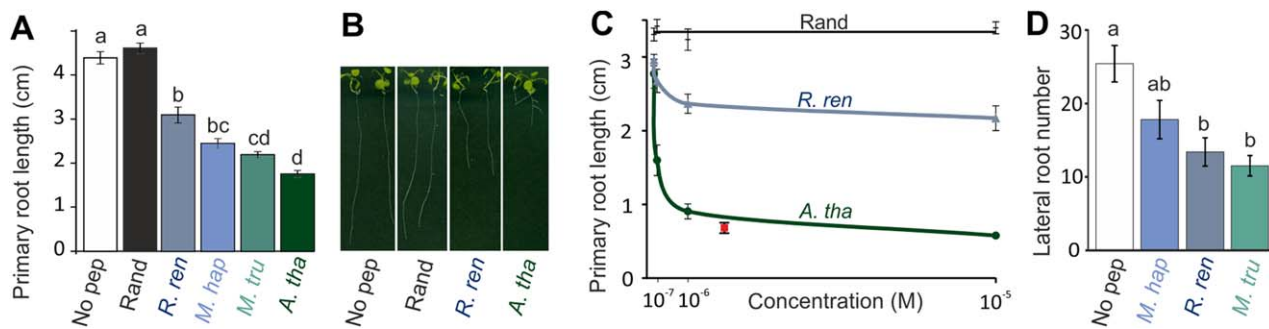 A
Primary root length (cm)
4
3
2
1
0
a
a
b
bc
cd
d
No pep
Rand
R. ren
M. hap
M. tru
A. tha
B
No pep
Rand
R. ren
A. tha
C
Primary root length (cm)
3
2
1
0
Rand
R. ren
A. tha
10⁻⁷
10⁻⁶
Concentration (M)
10⁻⁵
D
Lateral root number
30
20
10
0
a
ab
b
b
No pep
M. hap
R. ren
M. tru